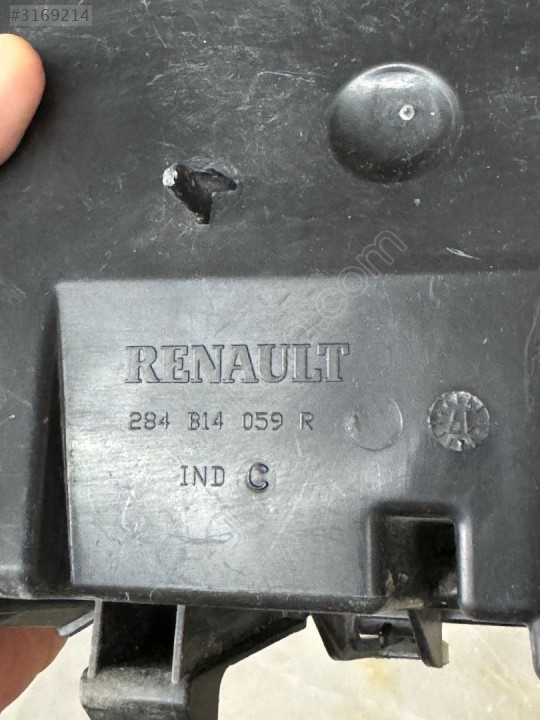 #3169214
RENAULT
284 B14 059 R
IND C